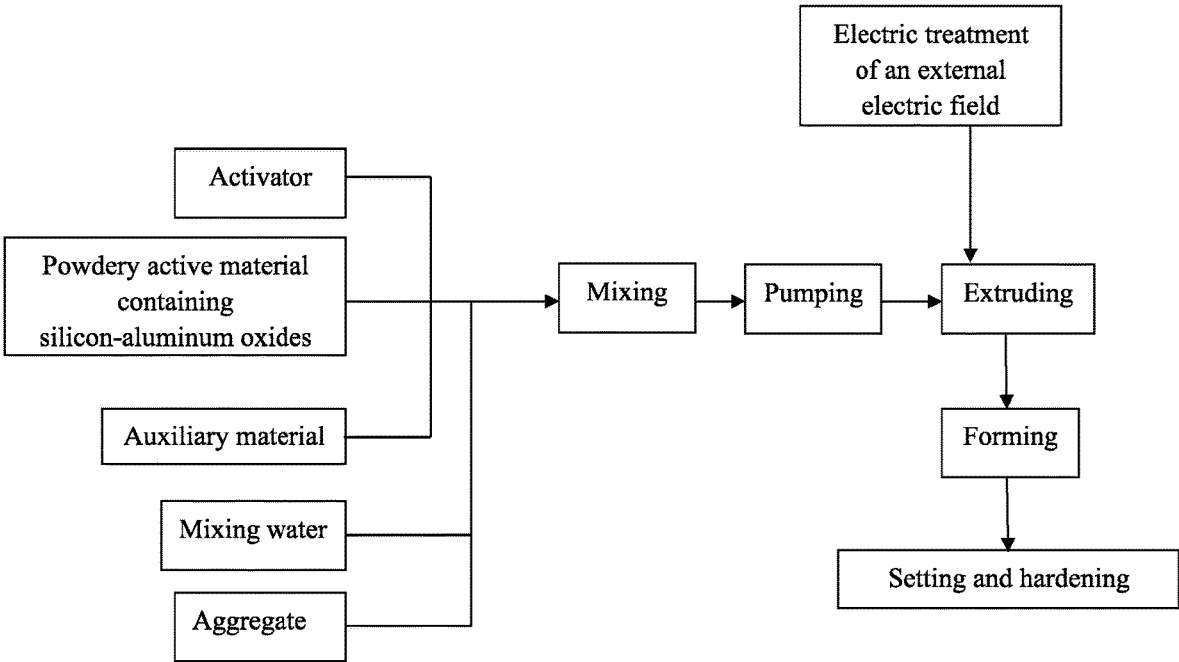 Electric treatment
of an external
electric field
Activator
Powdery active material
containing
silicon-aluminum oxides
Mixing
Pumping
Extruding
Auxiliary material
Forming
Mixing water
Setting and hardening
Aggregate